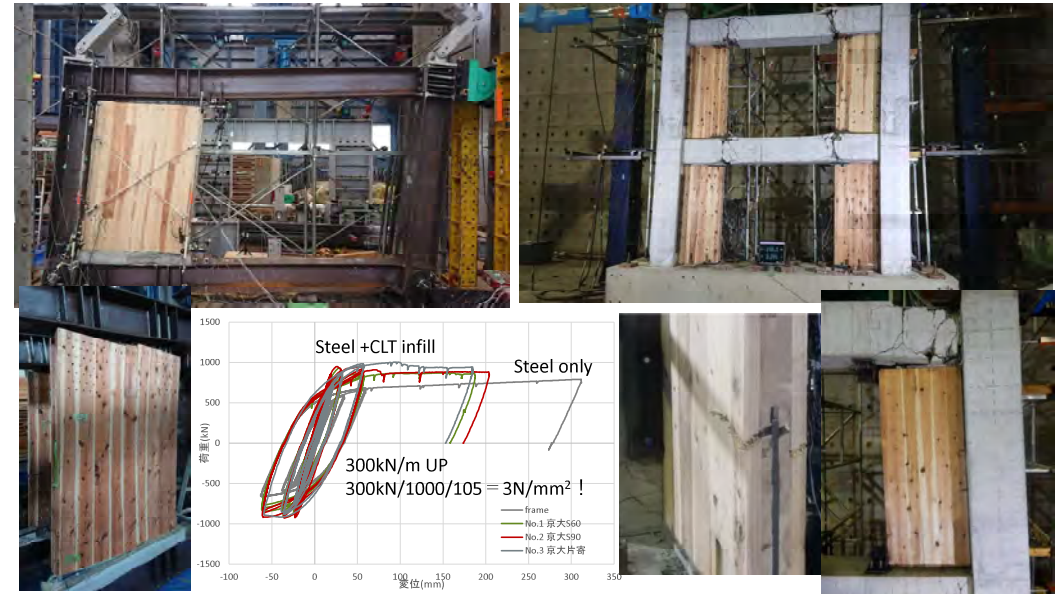 1500
1000
500
0
-500
-1000
-1500
荷重(kN)
Steel +CLT infill
Steel only
300kN/m UP
300kN/1000/105＝3N/mm²！
frame
No.1 京大S60
No.2 京大S90
No.3 京大片寄
-100 -50 0 50 100 150 200 250 300 350
変位(mm)